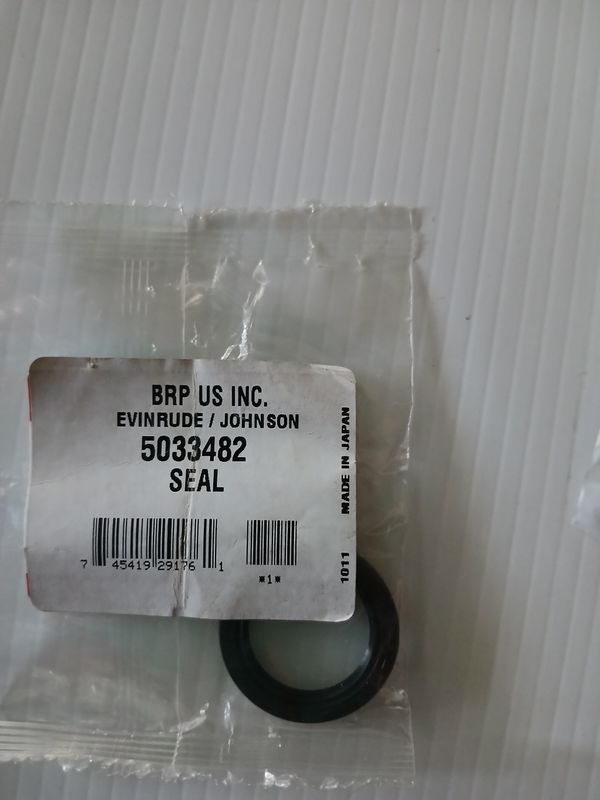 BRP US INC.
EVINRUDE / JOHNSON
5033482
SEAL
7 45419 29176 1
*1*
1011 MADE IN JAPAN